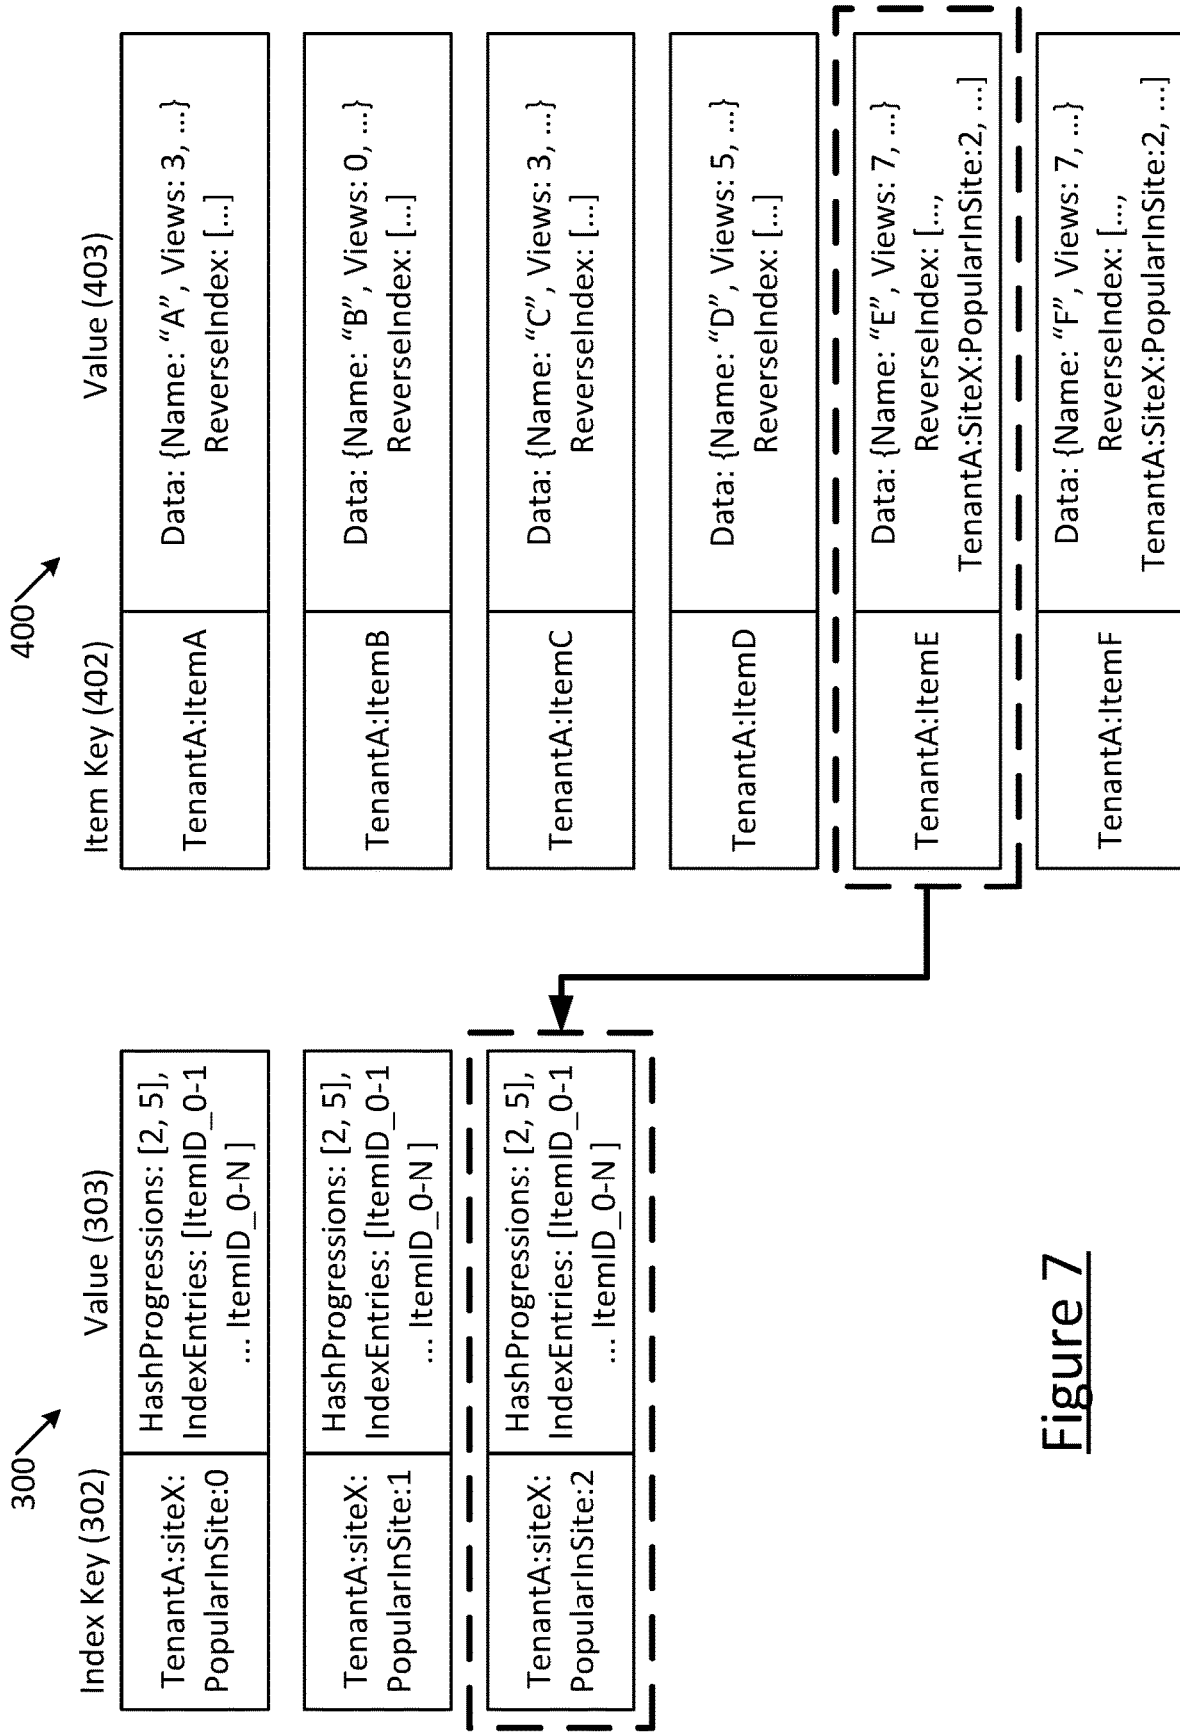 300
Index Key (302)
Value (303)
TenantA:siteX:
PopularInSite:0
HashProgressions: [2, 5],
IndexEntries: [ItemID_0-1
... ItemID_0-N ]
TenantA:siteX:
PopularInSite:1
HashProgressions: [2, 5],
IndexEntries: [ItemID_0-1
... ItemID_0-N ]
TenantA:siteX:
PopularInSite:2
HashProgressions: [2, 5],
IndexEntries: [ItemID_0-1
... ItemID_0-N ]
400
Item Key (402)
Value (403)
TenantA:ItemA
Data: {Name: “A”, Views: 3, ...}
ReverseIndex: [...]
TenantA:ItemB
Data: {Name: “B”, Views: 0, ...}
ReverseIndex: [...]
TenantA:ItemC
Data: {Name: “C”, Views: 3, ...}
ReverseIndex: [...]
TenantA:ItemD
Data: {Name: “D”, Views: 5, ...}
ReverseIndex: [...]
TenantA:ItemE
Data: {Name: “E”, Views: 7, ...}
ReverseIndex: [...,
TenantA:SiteX:PopularInSite:2, ...]
TenantA:ItemF
Data: {Name: “F”, Views: 7, ...}
ReverseIndex: [...,
TenantA:SiteX:PopularInSite:2, ...]
Figure 7